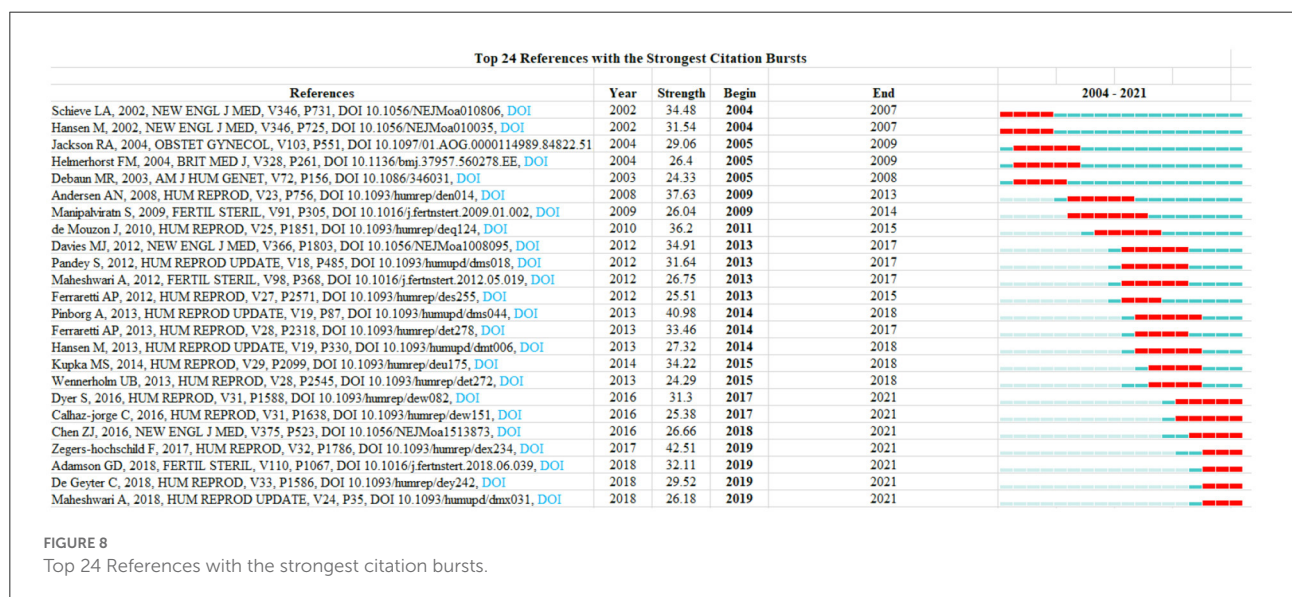 Top 24 References with the Strongest Citation Bursts
References Year Strength Begin End 2004 - 2021
Schieve LA, 2002, NEW ENGL J MED, V346, P731, DOI 10.1056/NEJMoa010806, DOI 2002 34.48 2004 2007
Hansen M, 2002, NEW ENGL J MED, V346, P725, DOI 10.1056/NEJMoa010035, DOI 2002 31.54 2004 2007
Jackson RA, 2004, OBSTET GYNECOL, V103, P551, DOI 10.1097/01.AOG.0000114989.84822.51 2004 29.06 2005 2009
Helmerhorst FM, 2004, BRIT MED J, V328, P261, DOI 10.1136/bmj.37957.560278.EE, DOI 2004 26.4 2005 2009
Debaun MR, 2003, AM J HUM GENET, V72, P156, DOI 10.1086/346031, DOI 2003 24.33 2005 2008
Andersen AN, 2008, HUM REPROD, V23, P756, DOI 10.1093/humrep/den014, DOI 2008 37.63 2009 2013
Manipalviratn S, 2009, FERTIL STERIL, V91, P305, DOI 10.1016/j.fertnstert.2009.01.002, DOI 2009 26.04 2009 2014
de Mouzon J, 2010, HUM REPROD, V25, P1851, DOI 10.1093/humrep/deq124, DOI 2010 36.2 2011 2015
Davies MJ, 2012, NEW ENGL J MED, V366, P1803, DOI 10.1056/NEJMoa1008095, DOI 2012 34.91 2013 2017
Pandey S, 2012, HUM REPROD UPDATE, V18, P485, DOI 10.1093/humupd/dms018, DOI 2012 31.64 2013 2017
Maheshwari A, 2012, FERTIL STERIL, V98, P368, DOI 10.1016/j.fertnstert.2012.05.019, DOI 2012 26.75 2013 2017
Ferraretti AP, 2012, HUM REPROD, V27, P2571, DOI 10.1093/humrep/des255, DOI 2012 25.51 2013 2015
Pinborg A, 2013, HUM REPROD UPDATE, V19, P87, DOI 10.1093/humupd/dms044, DOI 2013 40.98 2014 2018
Ferraretti AP, 2013, HUM REPROD, V28, P2318, DOI 10.1093/humrep/det278, DOI 2013 33.46 2014 2017
Hansen M, 2013, HUM REPROD UPDATE, V19, P330, DOI 10.1093/humupd/dmt006, DOI 2013 27.32 2014 2018
Kupka MS, 2014, HUM REPROD, V29, P2099, DOI 10.1093/humrep/deu175, DOI 2014 34.22 2015 2018
Wennerholm UB, 2013, HUM REPROD, V28, P2545, DOI 10.1093/humrep/det272, DOI 2013 24.29 2015 2018
Dyer S, 2016, HUM REPROD, V31, P1588, DOI 10.1093/humrep/dew082, DOI 2016 31.3 2017 2021
Calhaz-jorge C, 2016, HUM REPROD, V31, P1638, DOI 10.1093/humrep/dew151, DOI 2016 25.38 2017 2021
Chen ZJ, 2016, NEW ENGL J MED, V375, P523, DOI 10.1056/NEJMoa1513873, DOI 2016 26.66 2018 2021
Zegers-hochschild F, 2017, HUM REPROD, V32, P1786, DOI 10.1093/humrep/dex234, DOI 2017 42.51 2019 2021
Adamson GD, 2018, FERTIL STERIL, V110, P1067, DOI 10.1016/j.fertnstert.2018.06.039, DOI 2018 32.11 2019 2021
De Geyter C, 2018, HUM REPROD, V33, P1586, DOI 10.1093/humrep/dey242, DOI 2018 29.52 2019 2021
Maheshwari A, 2018, HUM REPROD UPDATE, V24, P35, DOI 10.1093/humupd/dmx031, DOI 2018 26.18 2019 2021
FIGURE 8
Top 24 References with the strongest citation bursts.